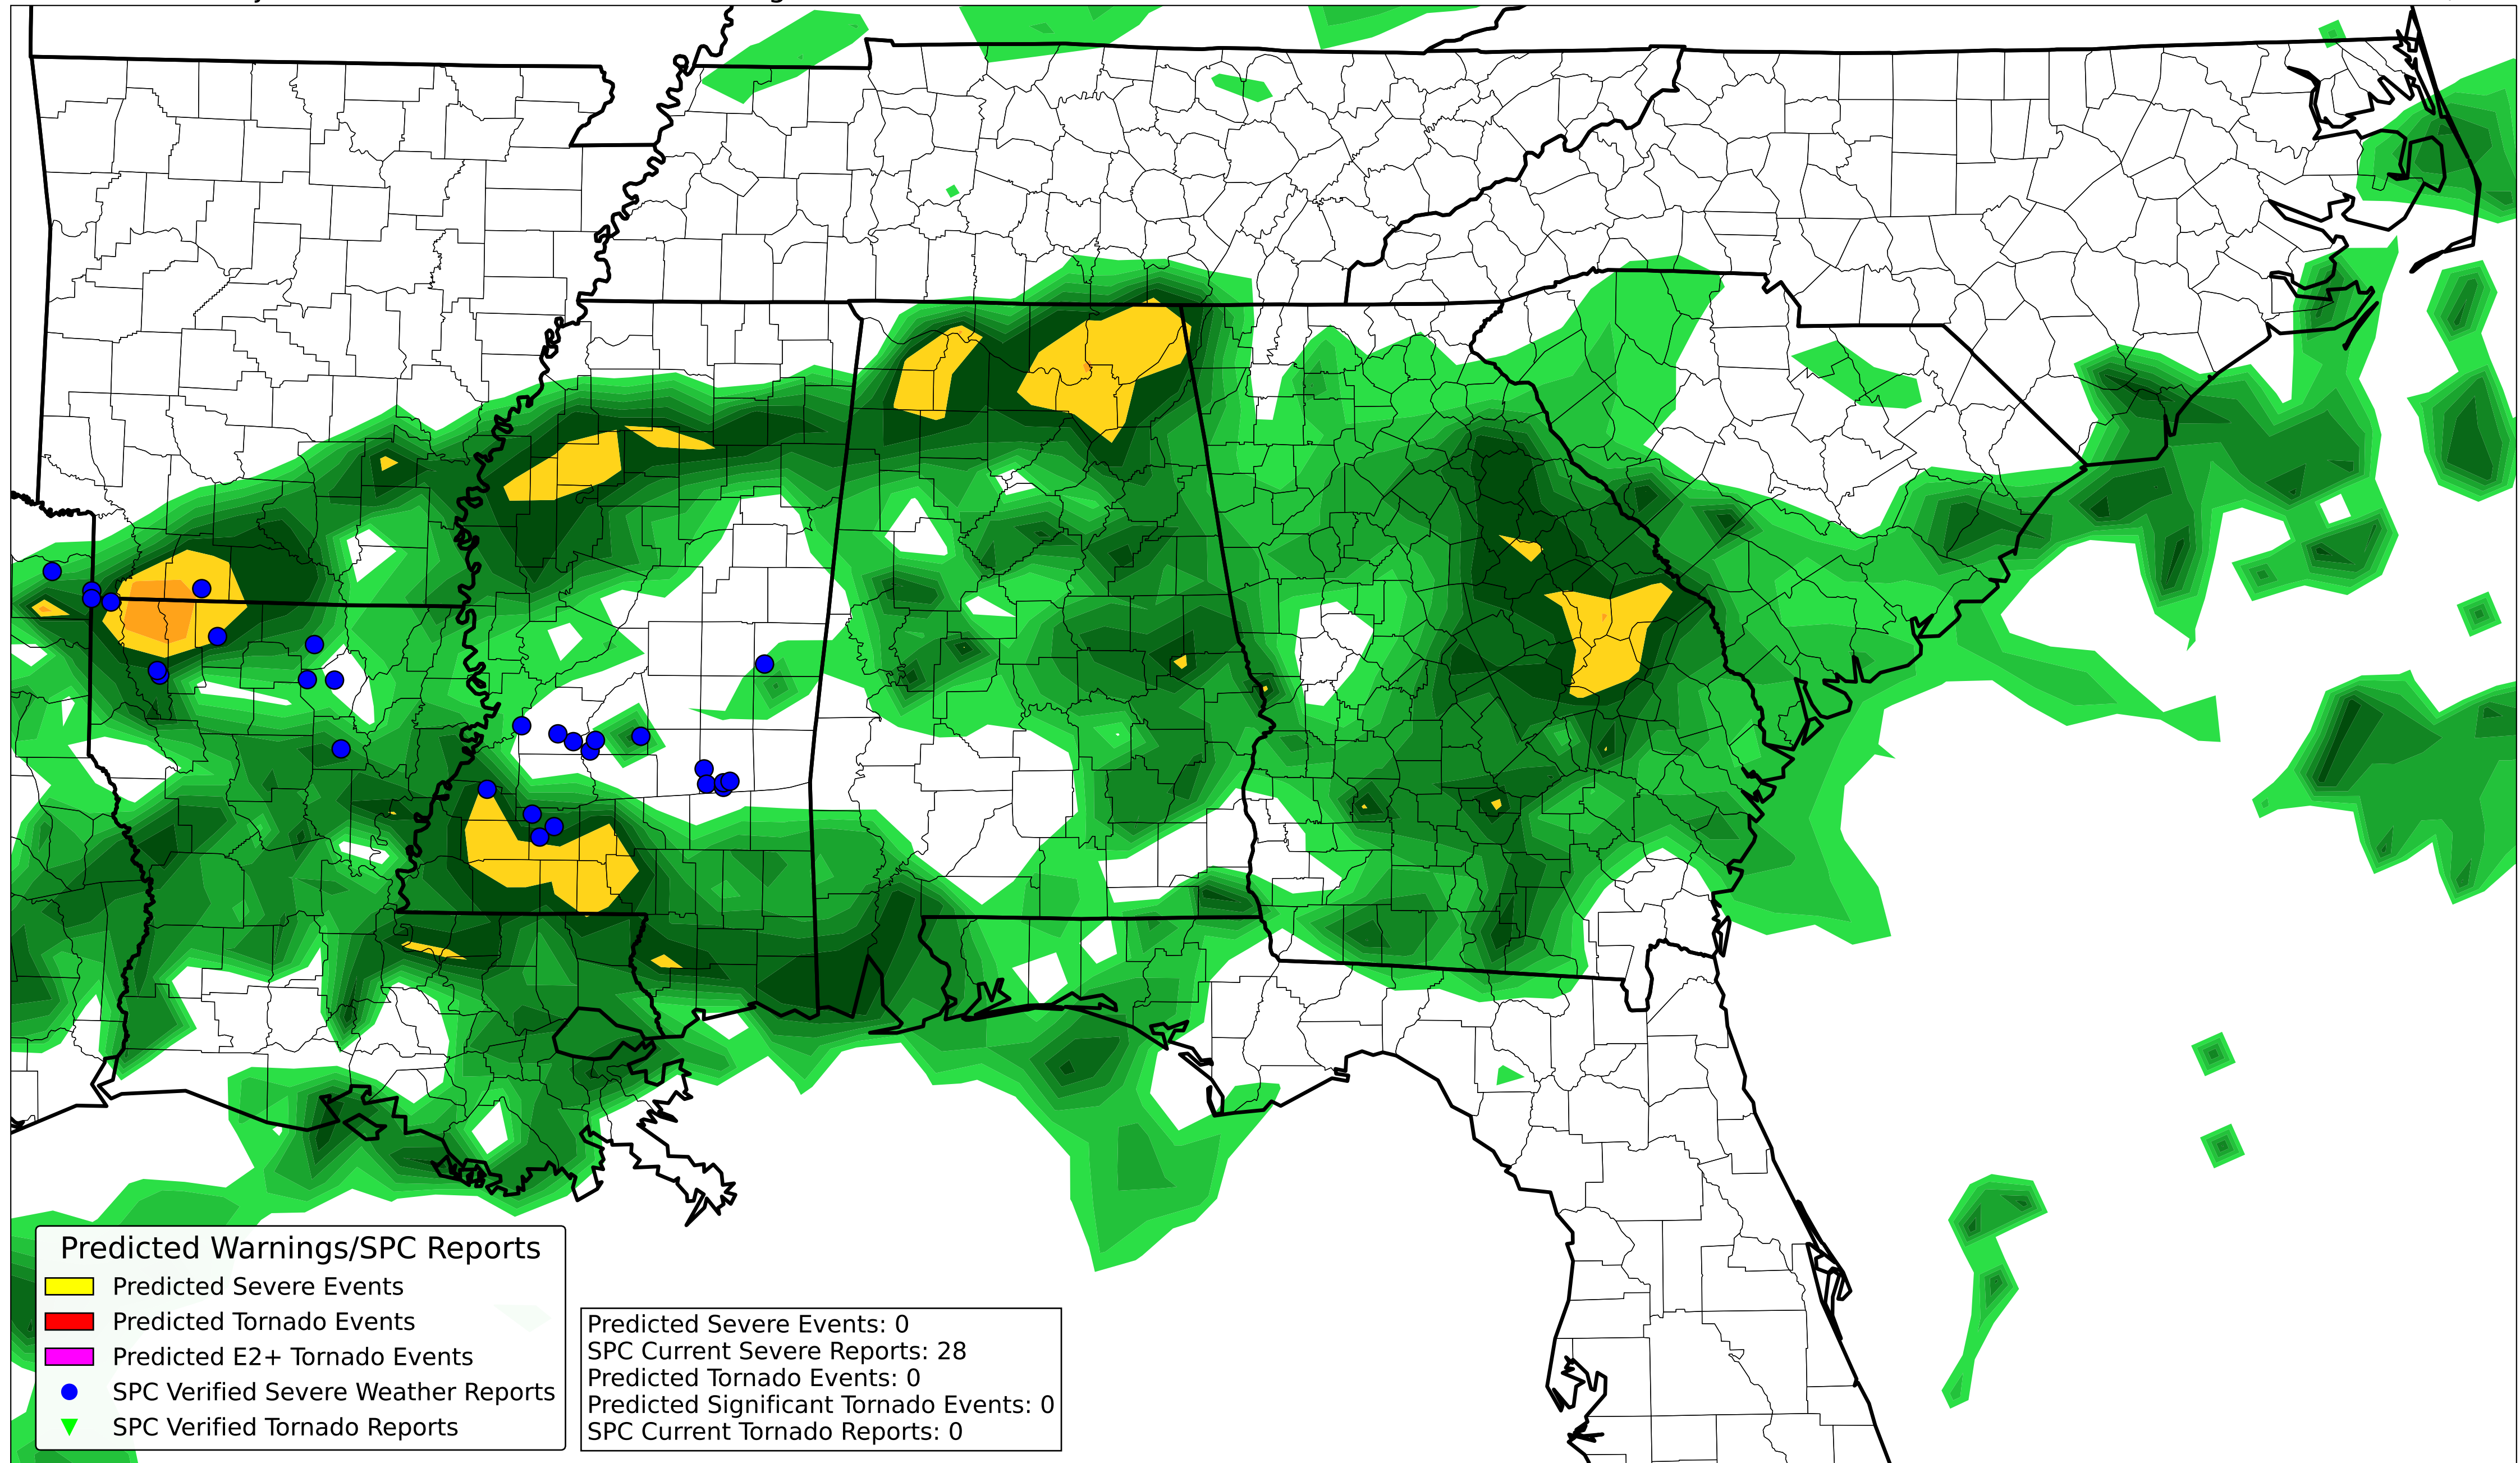 Predicted Warnings/SPC Reports
Predicted Severe Events
Predicted Tornado Events
Predicted E2+ Tornado Events
SPC Verified Severe Weather Reports
SPC Verified Tornado Reports
Predicted Severe Events: 0
SPC Current Severe Reports: 28
Predicted Tornado Events: 0
Predicted Significant Tornado Events: 0
SPC Current Tornado Reports: 0